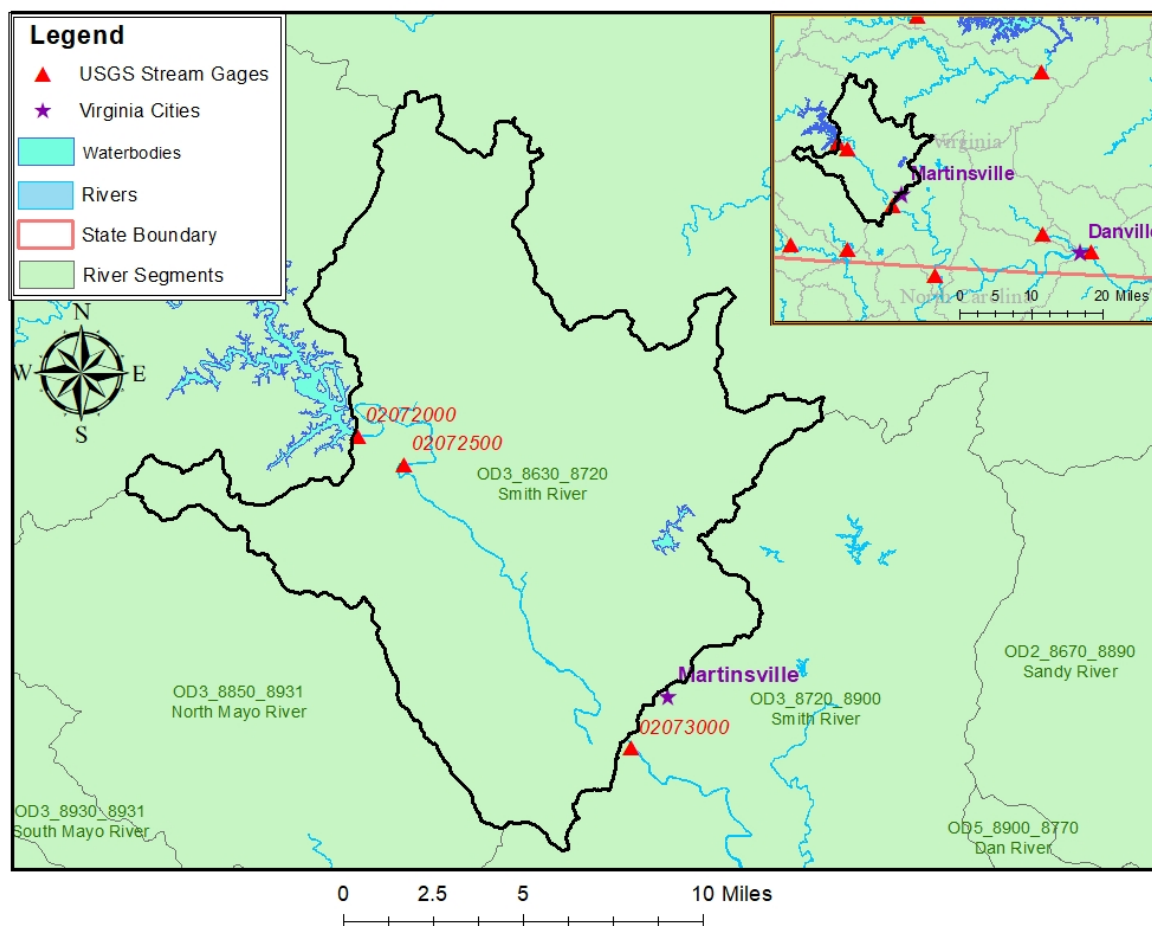 Legend
USGS Stream Gages
Virginia Cities
Waterbodies
Rivers
State Boundary
River Segments
N
W
E
S
Virginia
Martinsville
Danville
North Carolina
0 5 10 20 Miles
02072000
02072500
OD3_8630_8720
Smith River
OD2_8670_8890
Sandy River
Martinsville
OD3_8850_8931
North Mayo River
OD3_8720_8900
Smith River
02073000
OD3_8930_8931
South Mayo River
OD5_8900_8770
Dan River
0 2.5 5 10 Miles